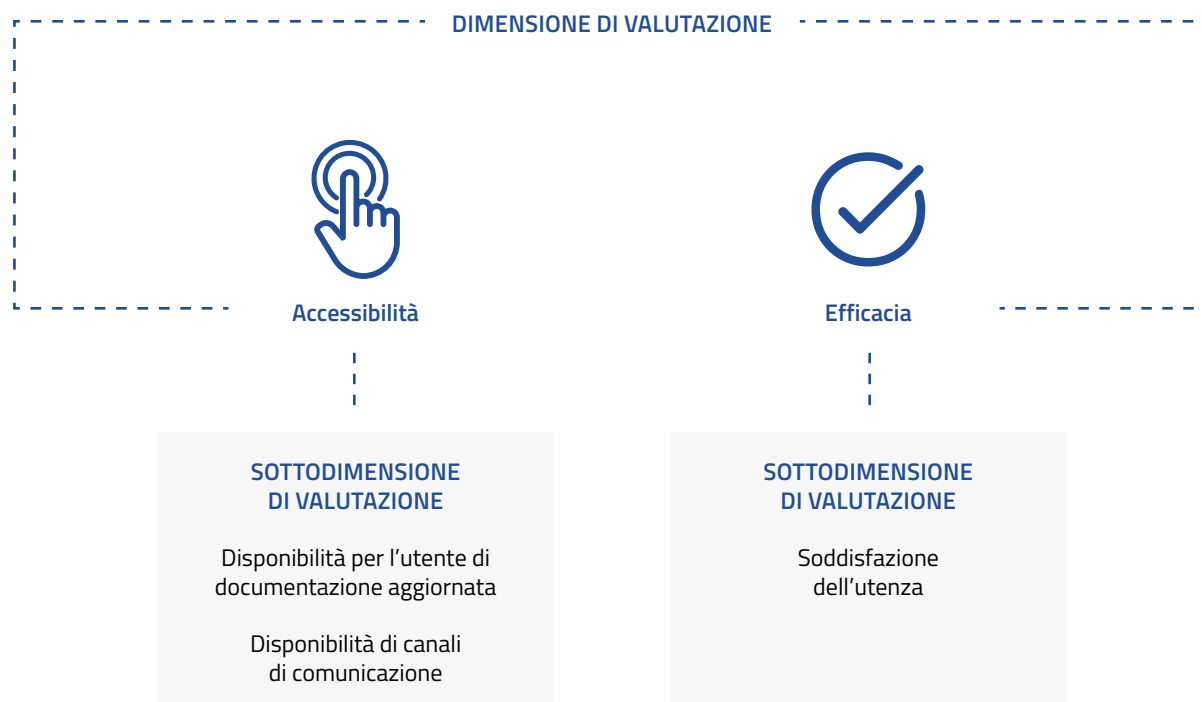 DIMENSIONE DI VALUTAZIONE
Accessibilità
Efficacia
SOTTODIMENSIONE
DI VALUTAZIONE
Disponibilità per l’utente di
documentazione aggiornata
Disponibilità di canali
di comunicazione
SOTTODIMENSIONE
DI VALUTAZIONE
Soddisfazione
dell’utenza